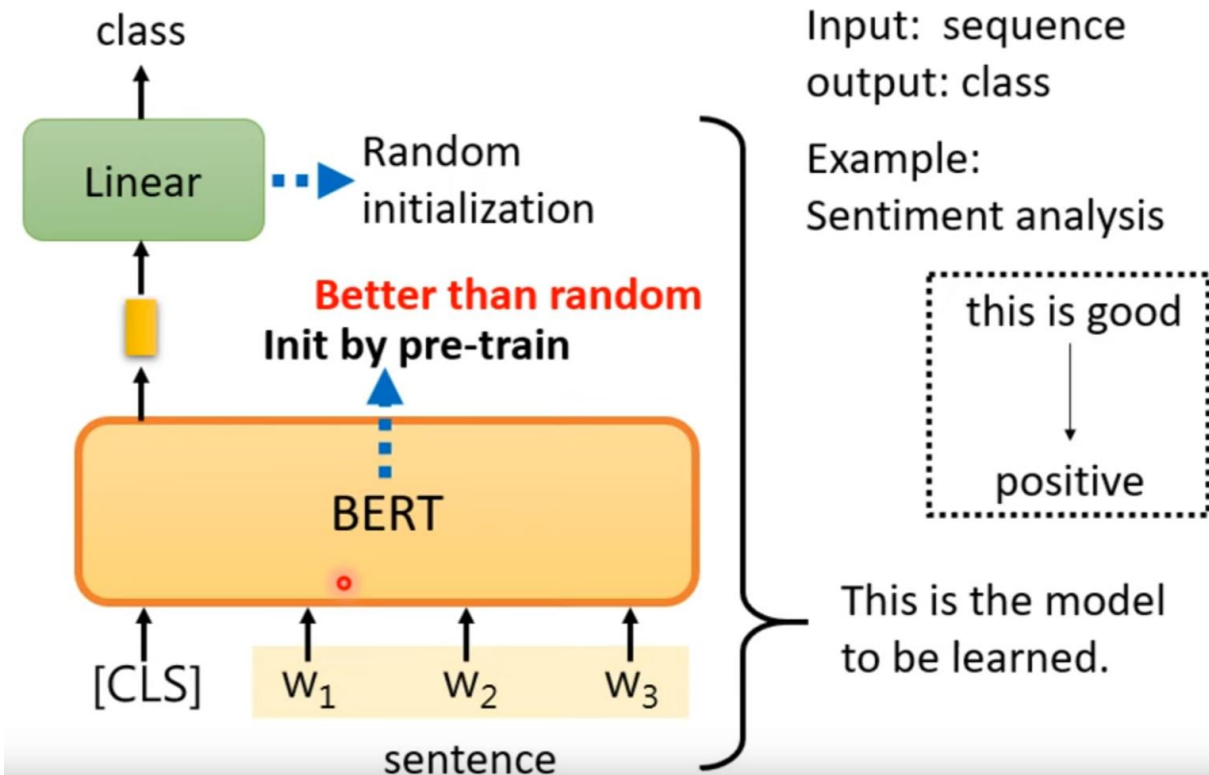 class
Linear
Random
initialization
Better than random
Init by pre-train
BERT
[CLS]
w₁
w₂
w₃
sentence
Input: sequence
output: class
Example:
Sentiment analysis
this is good
positive
This is the model
to be learned.